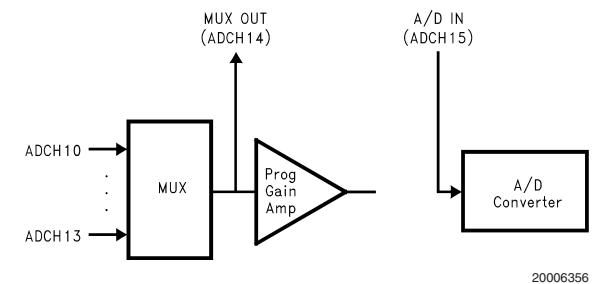 MUX OUT
(ADCH14)
A/D IN
(ADCH15)
ADCH10
.
.
.
ADCH13
MUX
Prog
Gain
Amp
A/D
Converter
20006356